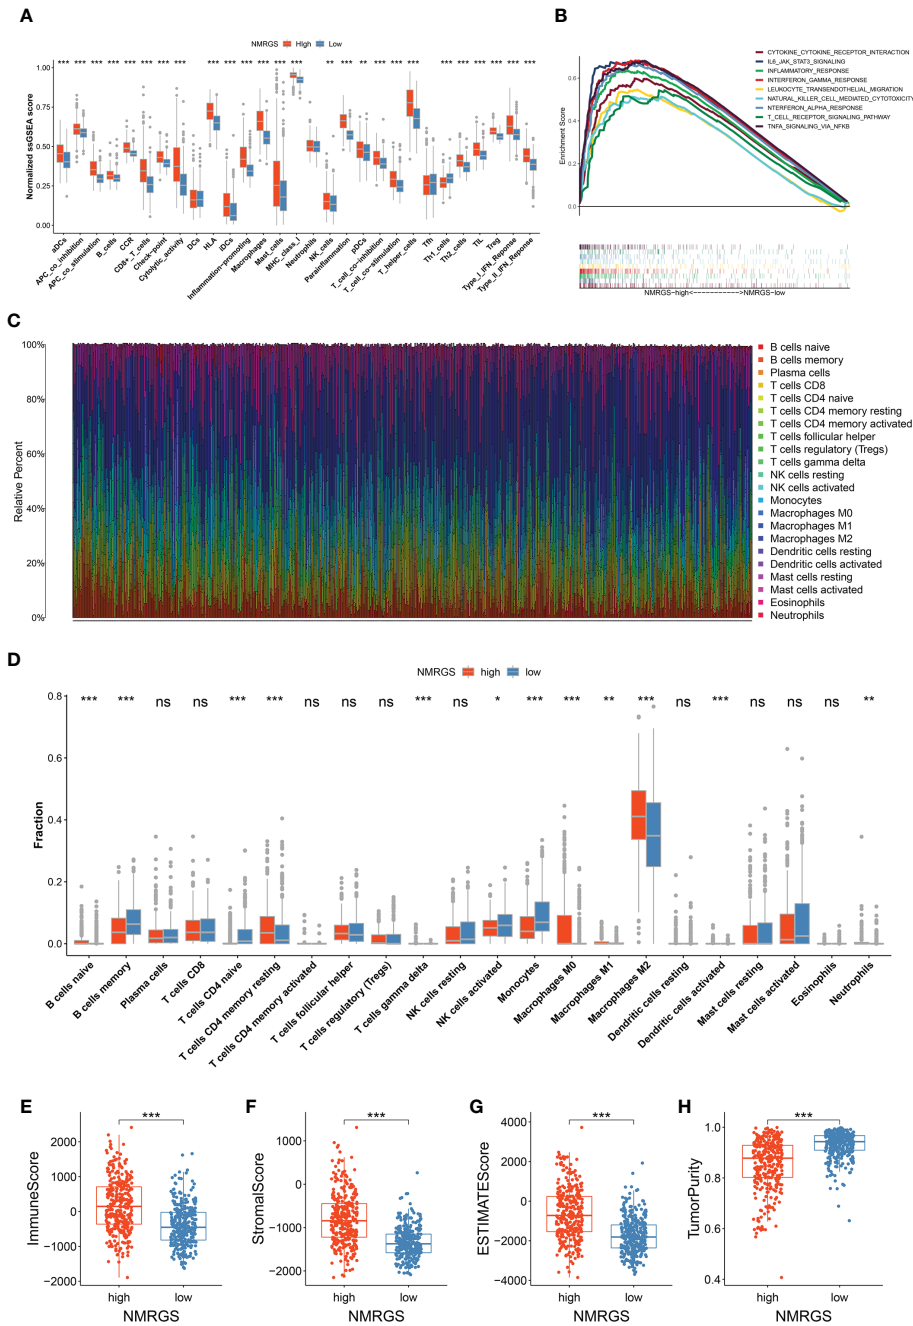 A
NMRGS High Low
*** *** *** *** *** *** *** *** *** *** *** *** *** *** ** *** ** *** *** *** *** *** *** *** *** ***
Normalized ssGSEA score
1.00
0.75
0.50
0.25
0.00
aDCs
APC_co_inhibition
APC_co_stimulation
B_cells
CCR
CD8+_T_cells
Check-point
Cytolytic_activity
DCs
HLA
iDCs
Inflammation-promoting
Macrophages
Mast_cells
MHC_class_I
Neutrophils
NK_cells
Parainflammation
pDCs
T_cell_co-inhibition
T_cell_co-stimulation
T_helper_cells
Tfh
Th1_cells
Th2_cells
TIL
Treg
Type_I_IFN_Reponse
Type_II_IFN_Reponse
B
Enrichment Score
0.6
0.4
0.2
0.0
CYTOKINE_CYTOKINE_RECEPTOR_INTERACTION
IL6_JAK_STAT3_SIGNALING
INFLAMMATORY_RESPONSE
INTERFERON_GAMMA_RESPONSE
LEUKOCYTE_TRANSENDOTHELIAL_MIGRATION
NATURAL_KILLER_CELL_MEDIATED_CYTOTOXICITY
INTERFERON_ALPHA_RESPONSE
T_CELL_RECEPTOR_SIGNALING_PATHWAY
TNFA_SIGNALING_VIA_NFKB
NMRGS-high<----------->NMRGS-low
C
Relative Percent
100%
80%
60%
40%
20%
0%
B cells naive
B cells memory
Plasma cells
T cells CD8
T cells CD4 naive
T cells CD4 memory resting
T cells CD4 memory activated
T cells follicular helper
T cells regulatory (Tregs)
T cells gamma delta
NK cells resting
NK cells activated
Monocytes
Macrophages M0
Macrophages M1
Macrophages M2
Dendritic cells resting
Dendritic cells activated
Mast cells resting
Mast cells activated
Eosinophils
Neutrophils
D
NMRGS high low
*** *** ns ns *** *** ns ns ns *** ns * *** *** ** *** ns *** ns ns ns **
Fraction
0.8
0.6
0.4
0.2
0.0
B cells naive
B cells memory
Plasma cells
T cells CD8
T cells CD4 naive
T cells CD4 memory resting
T cells CD4 memory activated
T cells follicular helper
T cells regulatory (Tregs)
T cells gamma delta
NK cells resting
NK cells activated
Monocytes
Macrophages M0
Macrophages M1
Macrophages M2
Dendritic cells resting
Dendritic cells activated
Mast cells resting
Mast cells activated
Eosinophils
Neutrophils
E
***
ImmuneScore
2000
1000
0
−1000
−2000
high low
NMRGS
F
***
StromalScore
1000
0
−1000
−2000
high low
NMRGS
G
***
ESTIMATEScore
4000
2000
0
−2000
−4000
high low
NMRGS
H
***
TumorPurity
1.0
0.8
0.6
0.4
high low
NMRGS